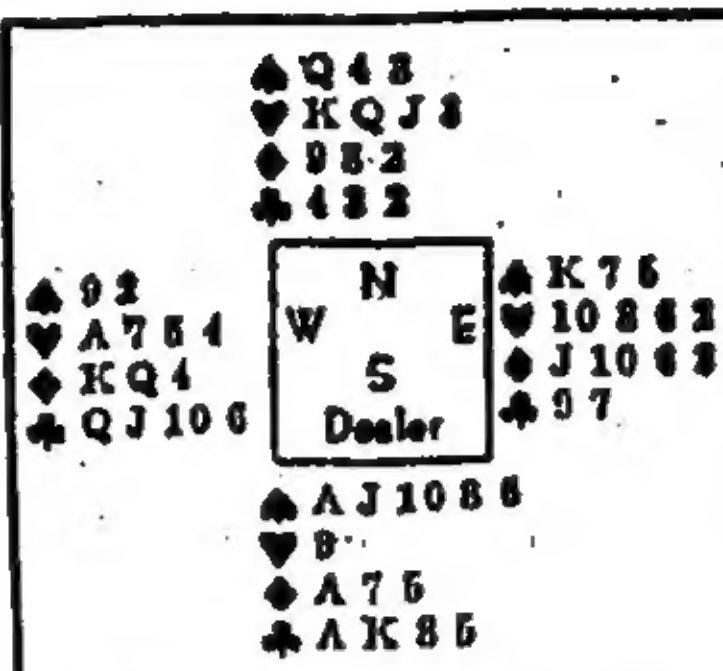 ♠ Q 4 3
♥ K Q J 3
♦ 9 8 2
♣ 4 3 2
♠ 9 2
♥ A 7 5 4
♦ K Q 4
♣ Q J 10 6
N
W E
S
Dealer
♠ K 7 5
♥ 10 8 6 2
♦ J 10 6 3
♣ 9 7
♠ A J 10 8 6
♥ 9
♦ A 7 5
♣ A K 8 5